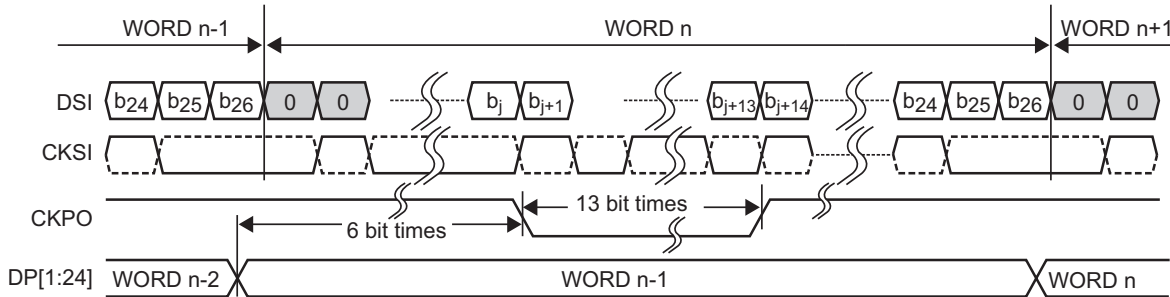 WORD n-1 WORD n WORD n+1
DSI b24 b25 b26 0 0 bj bj+1 bj+13 bj+14 b24 b25 b26 0 0
CKSI
CKPO 6 bit times 13 bit times
DP[1:24] WORD n-2 WORD n-1 WORD n